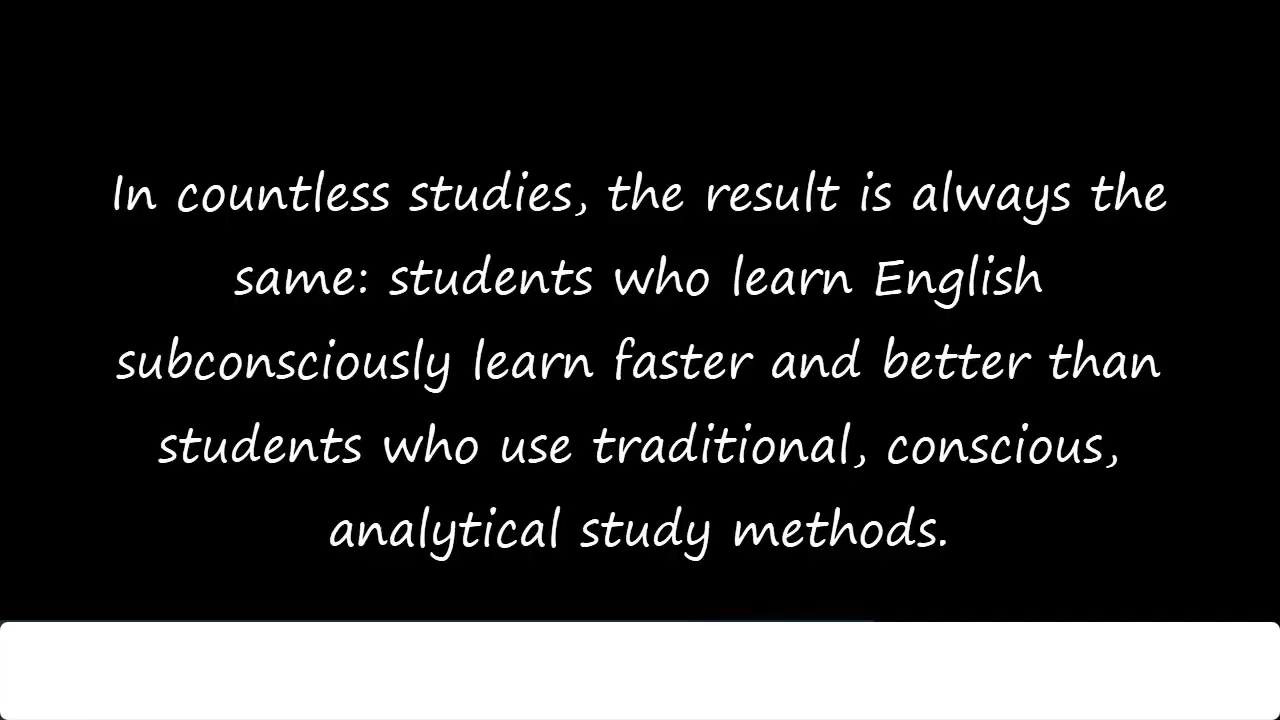 In countless studies, the result is always the
same: students who learn English
subconsciously learn faster and better than
students who use traditional, conscious,
analytical study methods.